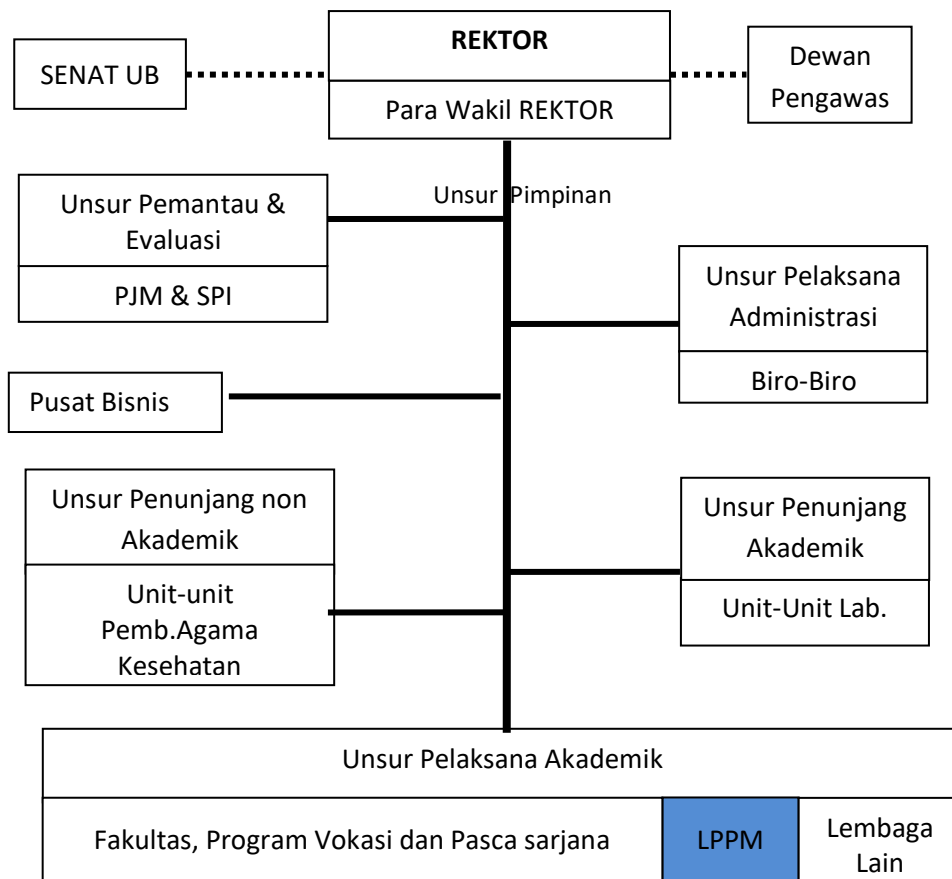 REKTOR
SENAT UB
Dewan
Pengawas
Para Wakil REKTOR
Unsur Pimpinan
Unsur Pemantau &
Evaluasi
PJM & SPI
Unsur Pelaksana
Administrasi
Biro-Biro
Pusat Bisnis
Unsur Penunjang non
Akademik
Unit-unit
Pemb.Agama
Kesehatan
Unsur Penunjang
Akademik
Unit-Unit Lab.
Unsur Pelaksana Akademik
Fakultas, Program Vokasi dan Pasca sarjana
LPPM
Lembaga
Lain